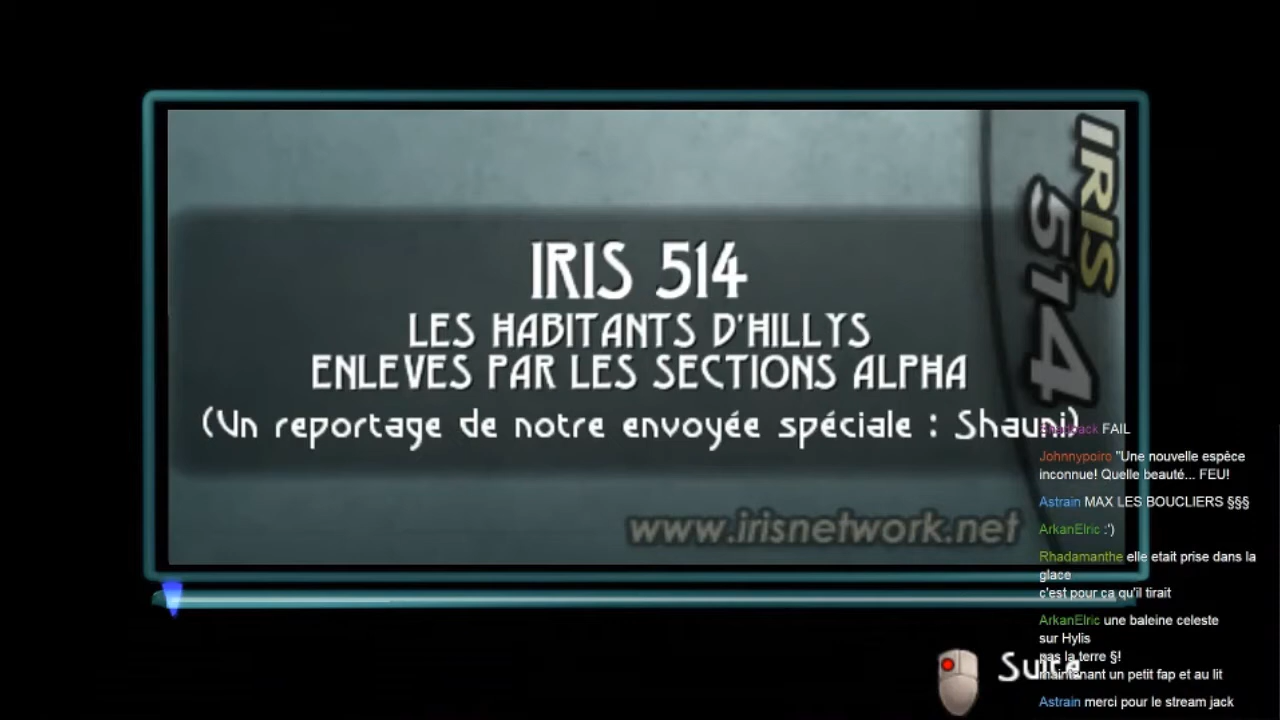 IRIS 514
LES HABITANTS D'HILLYS
ENLEVES PAR LES SECTIONS ALPHA
(Un reportage de notre envoyée spéciale : Shauni)
www.irisnetwork.net
IRIS
514
FAIL
Johnnypoiro "Une nouvelle espèce
inconnue! Quelle beauté... FEU!
Astrain MAX LES BOUCLIERS §§§
ArkanElric :')
Rhadamanthe elle etait prise dans la
glace
c'est pour ça qu'il tirait
ArkanElric une baleine celeste
sur Hylis
pas la terre §!
maintenant un petit fap et au lit
Astrain merci pour le stream jack
Suite